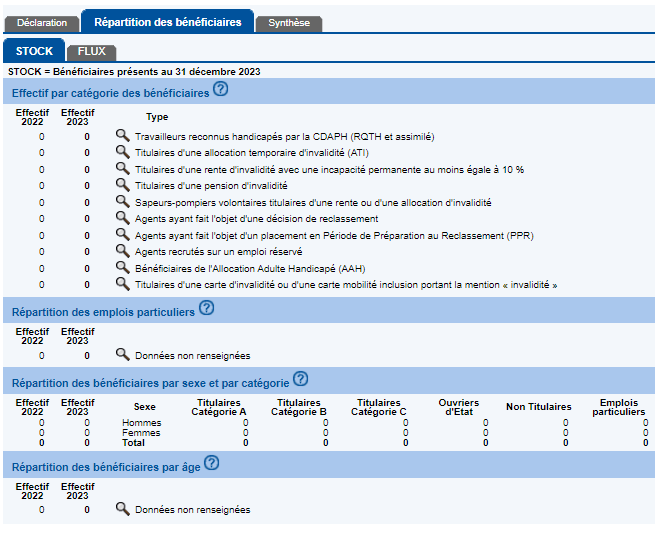 Déclaration Répartition des bénéficiaires Synthèse
STOCK FLUX
STOCK = Bénéficiaires présents au 31 décembre 2023
Effectif par catégorie des bénéficiaires ?
Effectif 2022 Effectif 2023 Type
0 0 Travailleurs reconnus handicapés par la CDAPH (RQTH et assimilé)
0 0 Titulaires d'une allocation temporaire d'invalidité (ATI)
0 0 Titulaires d'une rente d'invalidité avec une incapacité permanente au moins égale à 10 %
0 0 Titulaires d'une pension d'invalidité
0 0 Sapeurs-pompiers volontaires titulaires d'une rente ou d'une allocation d'invalidité
0 0 Agents ayant fait l'objet d'une décision de reclassement
0 0 Agents ayant fait l'objet d'un placement en Période de Préparation au Reclassement (PPR)
0 0 Agents recrutés sur un emploi réservé
0 0 Bénéficiaires de l'Allocation Adulte Handicapé (AAH)
0 0 Titulaires d'une carte d'invalidité ou d'une carte mobilité inclusion portant la mention « invalidité »
Répartition des emplois particuliers ?
Effectif 2022 Effectif 2023
0 0 Données non renseignées
Répartition des bénéficiaires par sexe et par catégorie ?
Effectif 2022 Effectif 2023 Sexe Titulaires Catégorie A Titulaires Catégorie B Titulaires Catégorie C Ouvriers d'Etat Non Titulaires Emplois particuliers
0 0 Hommes 0 0 0 0 0 0
0 0 Femmes 0 0 0 0 0 0
0 0 Total 0 0 0 0 0 0
Répartition des bénéficiaires par âge ?
Effectif 2022 Effectif 2023
0 0 Données non renseignées